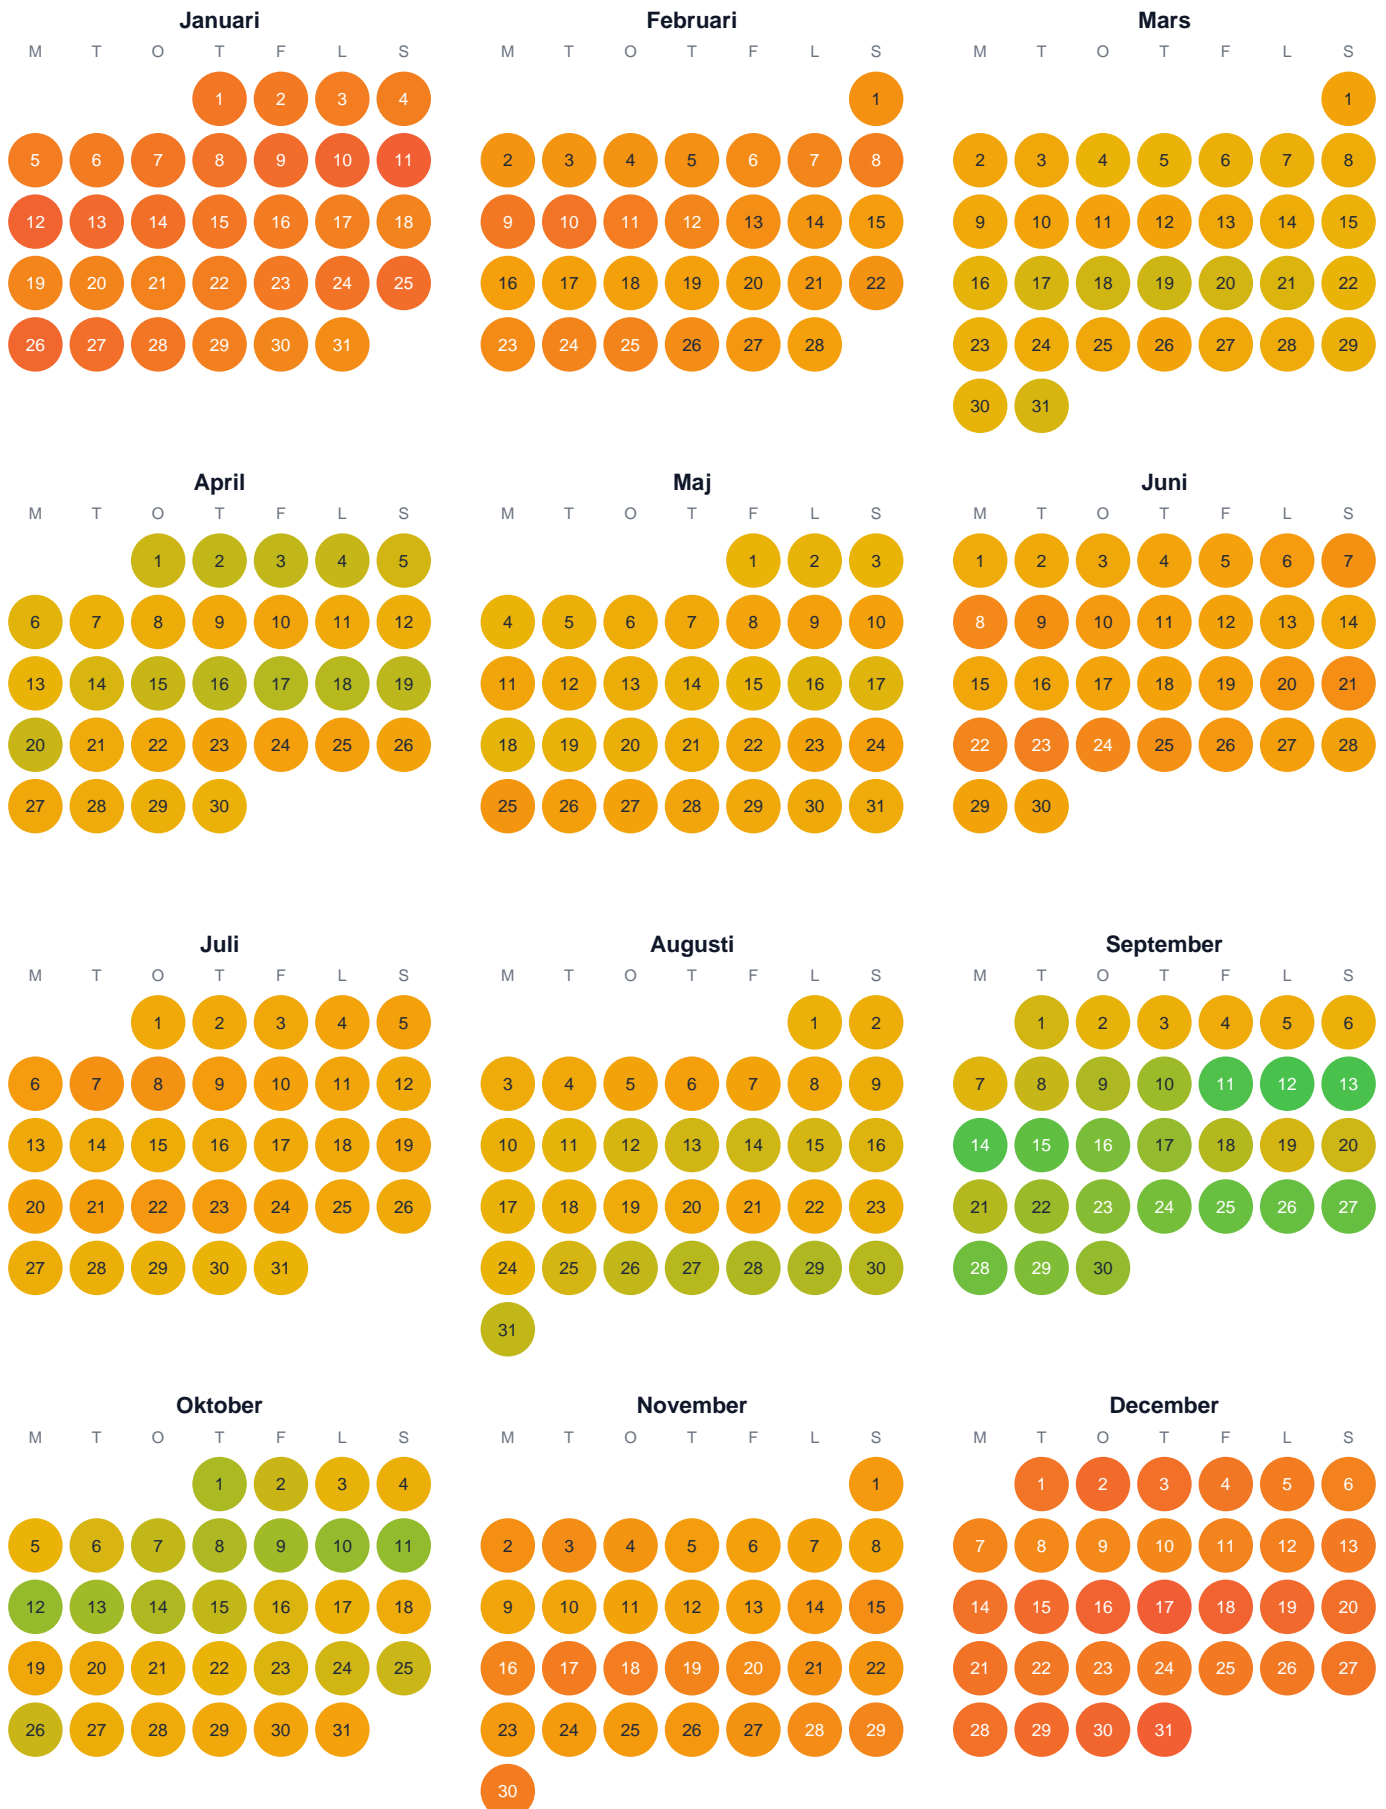 Januari
M T O T F L S
1 2 3 4
5 6 7 8 9 10 11
12 13 14 15 16 17 18
19 20 21 22 23 24 25
26 27 28 29 30 31
Februari
M T O T F L S
1
2 3 4 5 6 7 8
9 10 11 12 13 14 15
16 17 18 19 20 21 22
23 24 25 26 27 28
Mars
M T O T F L S
1
2 3 4 5 6 7 8
9 10 11 12 13 14 15
16 17 18 19 20 21 22
23 24 25 26 27 28 29
30 31
April
M T O T F L S
1 2 3 4 5
6 7 8 9 10 11 12
13 14 15 16 17 18 19
20 21 22 23 24 25 26
27 28 29 30
Maj
M T O T F L S
1 2 3
4 5 6 7 8 9 10
11 12 13 14 15 16 17
18 19 20 21 22 23 24
25 26 27 28 29 30 31
Juni
M T O T F L S
1 2 3 4 5 6 7
8 9 10 11 12 13 14
15 16 17 18 19 20 21
22 23 24 25 26 27 28
29 30
Juli
M T O T F L S
1 2 3 4 5
6 7 8 9 10 11 12
13 14 15 16 17 18 19
20 21 22 23 24 25 26
27 28 29 30 31
Augusti
M T O T F L S
1 2
3 4 5 6 7 8 9
10 11 12 13 14 15 16
17 18 19 20 21 22 23
24 25 26 27 28 29 30
31
September
M T O T F L S
1 2 3 4 5 6
7 8 9 10 11 12 13
14 15 16 17 18 19 20
21 22 23 24 25 26 27
28 29 30
Oktober
M T O T F L S
1 2 3 4
5 6 7 8 9 10 11
12 13 14 15 16 17 18
19 20 21 22 23 24 25
26 27 28 29 30 31
November
M T O T F L S
1
2 3 4 5 6 7 8
9 10 11 12 13 14 15
16 17 18 19 20 21 22
23 24 25 26 27 28 29
30
December
M T O T F L S
1 2 3 4 5 6
7 8 9 10 11 12 13
14 15 16 17 18 19 20
21 22 23 24 25 26 27
28 29 30 31